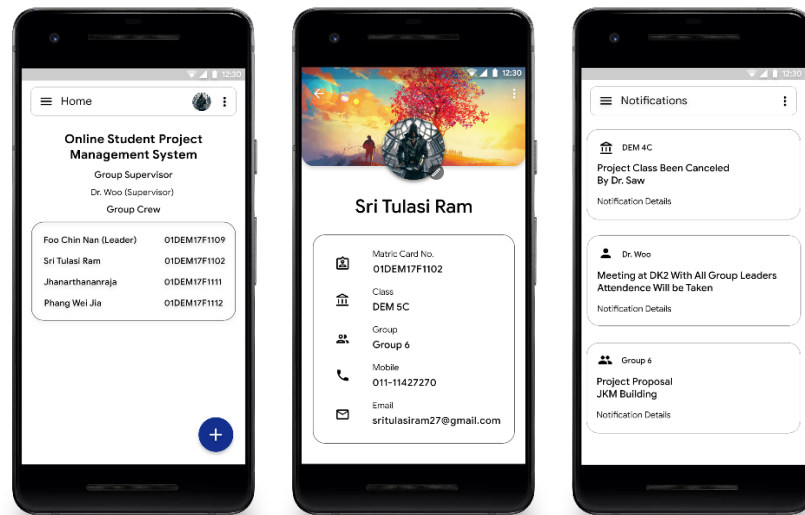 12:30
Home
Online Student Project
Management System
Group Supervisor
Dr. Woo (Supervisor)
Group Crew
Foo Chin Nan (Leader) 01DEM17F1109
Sri Tulasi Ram 01DEM17F1102
Jhanarthananraja 01DEM17F1111
Phang Wei Jia 01DEM17F1112
12:30
Sri Tulasi Ram
Matric Card No.
01DEM17F1102
Class
DEM 5C
Group
Group 6
Mobile
011-11427270
Email
sritulasiram27@gmail.com
12:30
Notifications
DEM 4C
Project Class Been Canceled
By Dr. Saw
Notification Details
Dr. Woo
Meeting at DK2 With All Group Leaders
Attendence Will be Taken
Notification Details
Group 6
Project Proposal
JKM Building
Notification Details